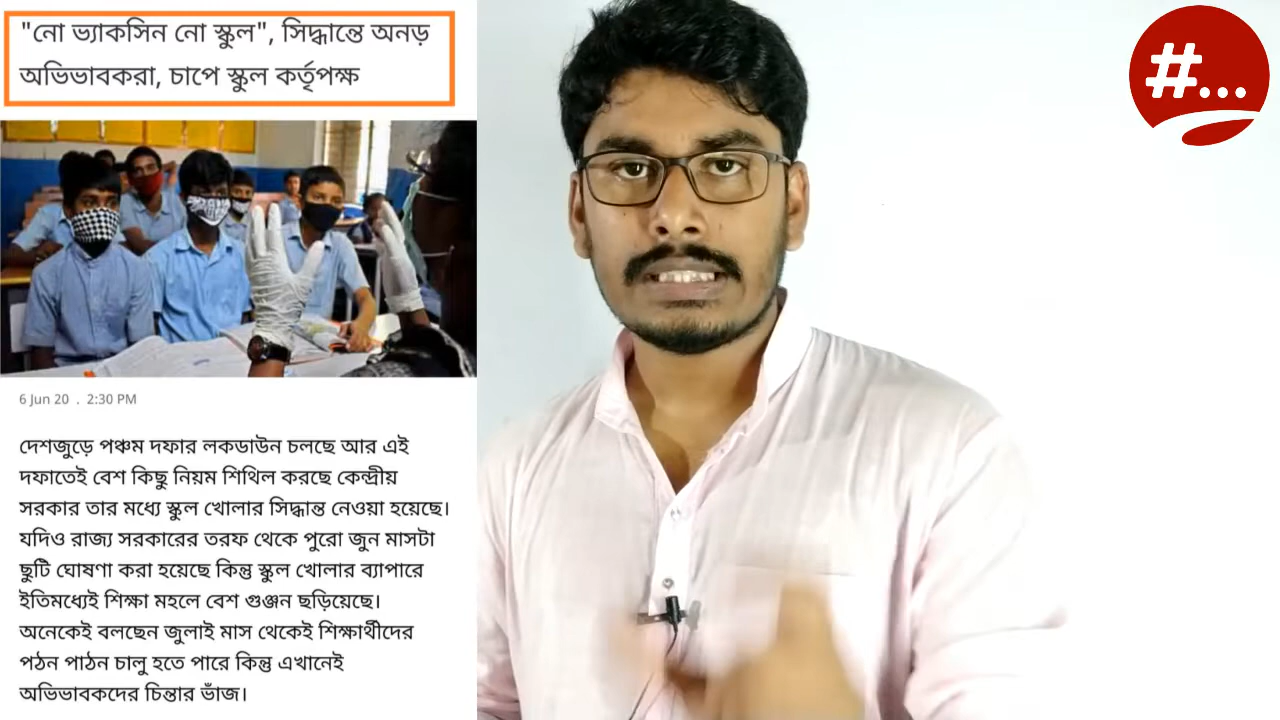 "নো ভ্যাকসিন নো স্কুল", সিদ্ধান্তে অনড়
অভিভাবকরা, চাপে স্কুল কর্তৃপক্ষ
6 Jun 20 . 2:30 PM
দেশজুড়ে পঞ্চম দফার লকডাউন চলছে আর এই
দফাতেই বেশ কিছু নিয়ম শিথিল করছে কেন্দ্রীয়
সরকার তার মধ্যে স্কুল খোলার সিদ্ধান্ত নেওয়া হয়েছে।
যদিও রাজ্য সরকারের তরফ থেকে পুরো জুন মাসটা
ছুটি ঘোষণা করা হয়েছে কিন্তু স্কুল খোলার ব্যাপারে
ইতিমধ্যেই শিক্ষা মহলে বেশ গুঞ্জন ছড়িয়েছে।
অনেকেই বলছেন জুলাই মাস থেকেই শিক্ষার্থীদের
পঠন পাঠন চালু হতে পারে কিন্তু এখানেই
অভিভাবকদের চিন্তার ভাঁজ।
#...